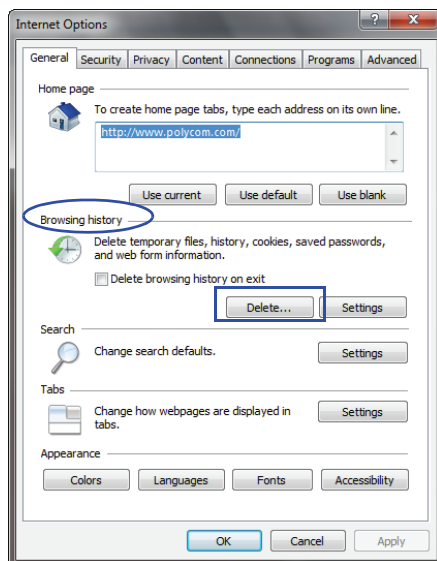 Internet Options
?
X
General Security Privacy Content Connections Programs Advanced
Home page
To create home page tabs, type each address on its own line.
http://www.polycom.com/
Use current Use default Use blank
Browsing history
Delete temporary files, history, cookies, saved passwords,
and web form information.
Delete browsing history on exit
Delete... Settings
Search
Change search defaults. Settings
Tabs
Change how webpages are displayed in Settings
tabs.
Appearance
Colors Languages Fonts Accessibility
OK Cancel Apply